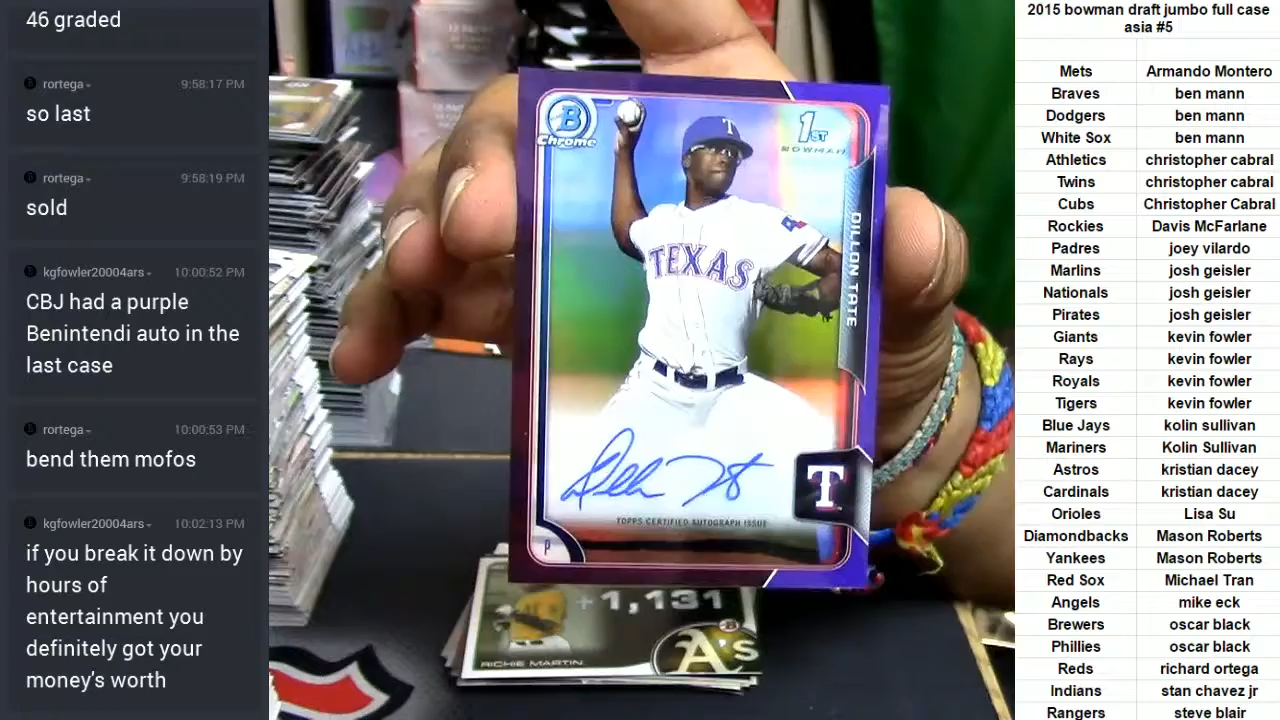 46 graded
rortega
9:58:17 PM
so last
rortega
9:58:19 PM
sold
kgfowler20004ars
10:00:52 PM
CBJ had a purple
Benintendi auto in the
last case
rortega
10:00:53 PM
bend them mofos
kgfowler20004ars
10:02:13 PM
if you break it down by
hours of
entertainment you
definitely got your
money's worth
B
Chrome
1ST
BOWMAN
T
TEXAS
DILLON TATE
T
TOPPS CERTIFIED AUTOGRAPH ISSUE
P
+1,131
A's
RICHIE MARTIN
2015 bowman draft jumbo full case
asia #5
Mets Armando Montero
Braves ben mann
Dodgers ben mann
White Sox ben mann
Athletics christopher cabral
Twins christopher cabral
Cubs Christopher Cabral
Rockies Davis McFarlane
Padres joey vilardo
Marlins josh geisler
Nationals josh geisler
Pirates josh geisler
Giants kevin fowler
Rays kevin fowler
Royals kevin fowler
Tigers kevin fowler
Blue Jays kolin sullivan
Mariners Kolin Sullivan
Astros kristian dacey
Cardinals kristian dacey
Orioles Lisa Su
Diamondbacks Mason Roberts
Yankees Mason Roberts
Red Sox Michael Tran
Angels mike eck
Brewers oscar black
Phillies oscar black
Reds richard ortega
Indians stan chavez jr
Rangers steve blair